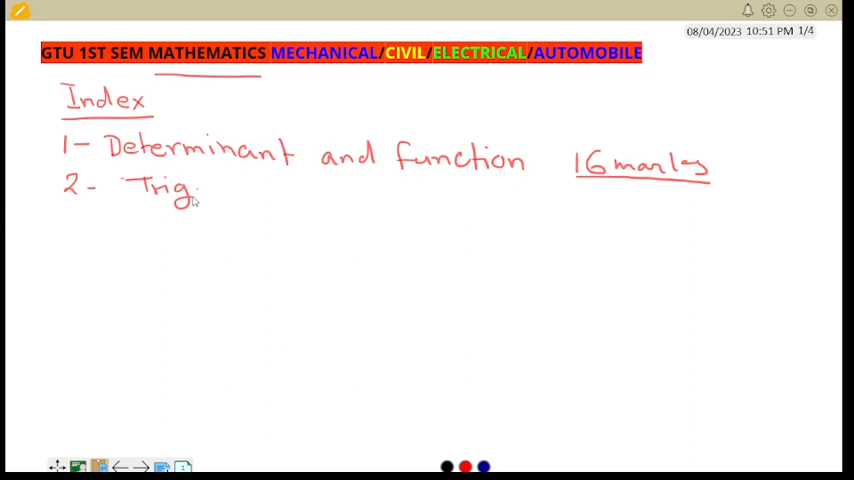 08/04/2023 10:51 PM 1/4
GTU 1ST SEM MATHEMATICS MECHANICAL/CIVIL/ELECTRICAL/AUTOMOBILE
Index
1- Determinant and function 16 marks
2- Trig.
1